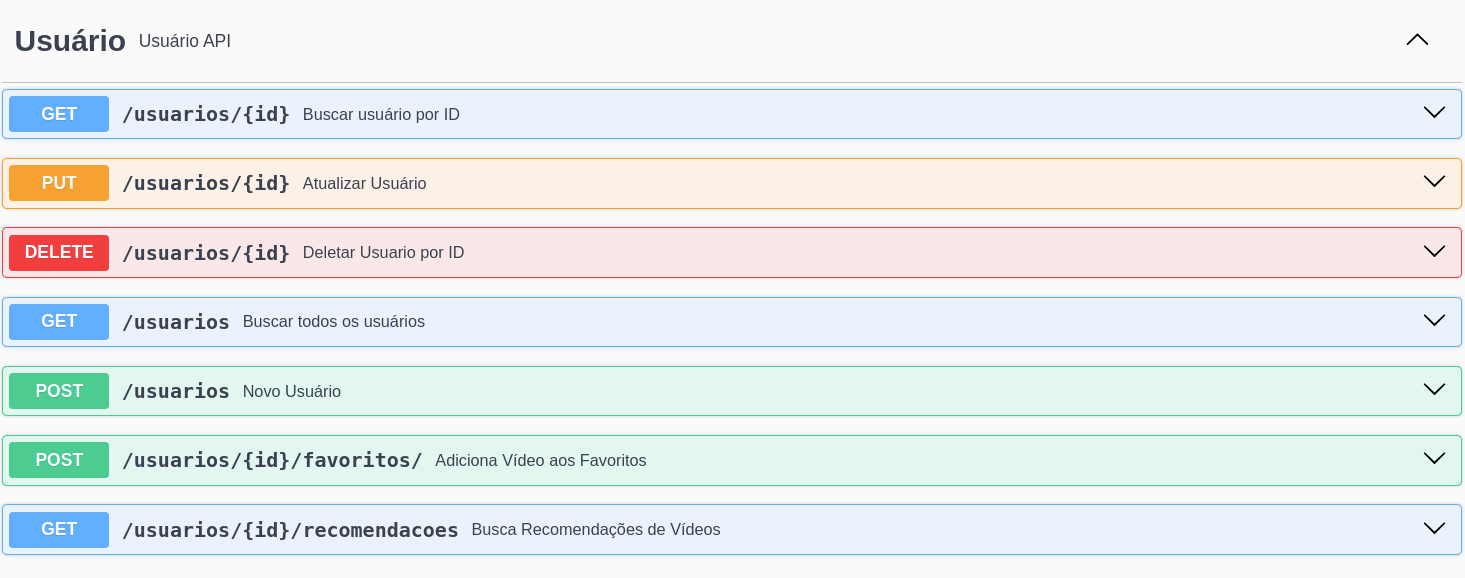 Usuário Usuário API
GET /usuarios/{id} Buscar usuário por ID
PUT /usuarios/{id} Atualizar Usuário
DELETE /usuarios/{id} Deletar Usuario por ID
GET /usuarios Buscar todos os usuários
POST /usuarios Novo Usuário
POST /usuarios/{id}/favoritos/ Adiciona Vídeo aos Favoritos
GET /usuarios/{id}/recomendacoes Busca Recomendações de Vídeos